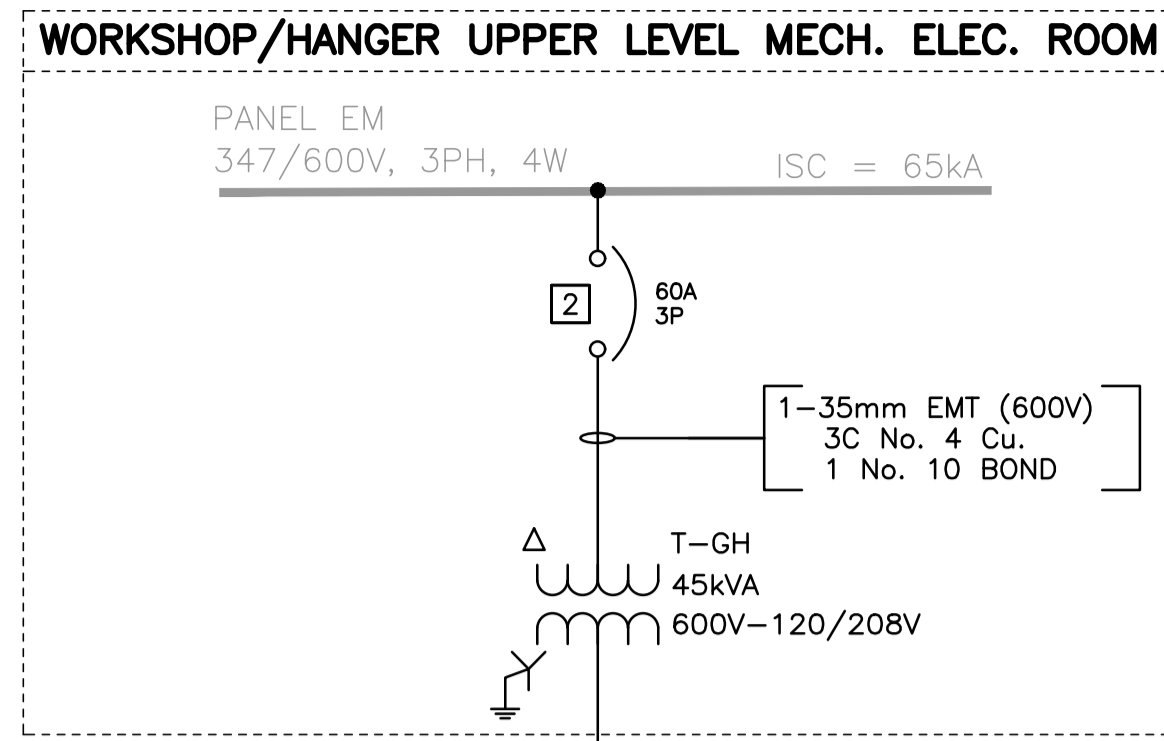 WORKSHOP/HANGER UPPER LEVEL MECH. ELEC. ROOM
PANEL EM
347/600V, 3PH, 4W
ISC = 65kA
2
60A
3P
1-35mm EMT (600V)
3C No. 4 Cu.
1 No. 10 BOND
Δ
T-GH
45kVA
600V-120/208V